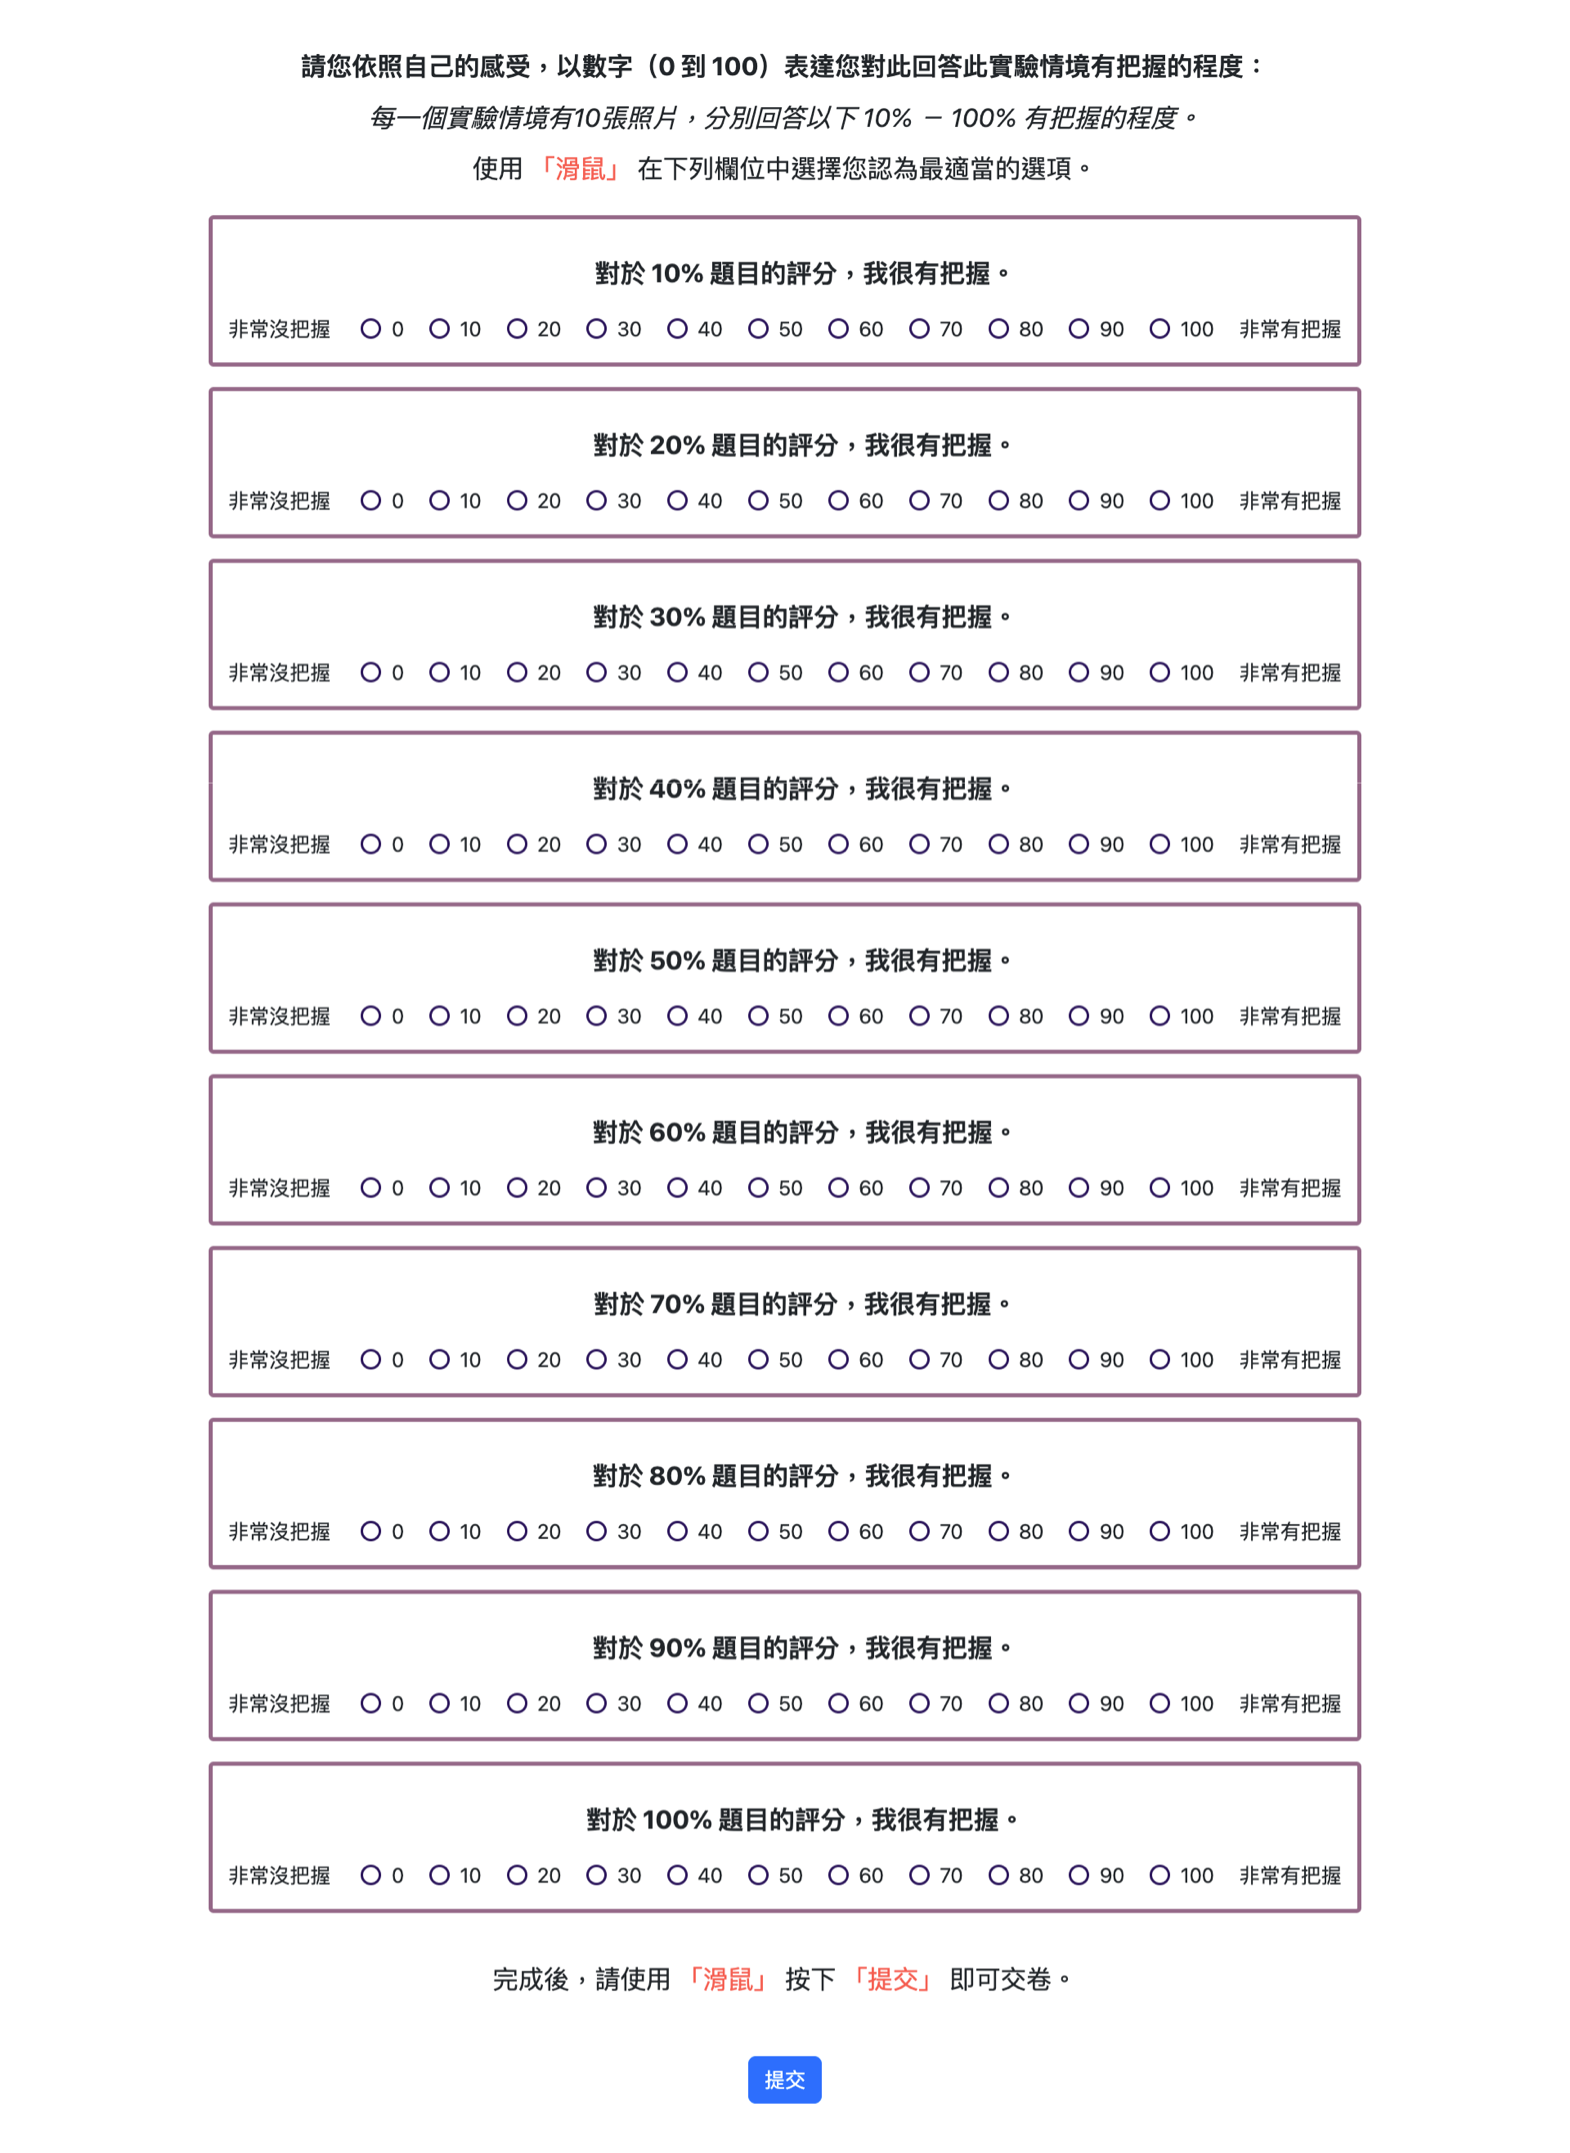 請您依照自己的感受，以數字（0 到 100）表達您對此回答此實驗情境有把握的程度：
每一個實驗情境有10張照片，分別回答以下 10% － 100% 有把握的程度。
使用 「滑鼠」 在下列欄位中選擇您認為最適當的選項。
對於 10% 題目的評分，我很有把握。
非常沒把握 0 10 20 30 40 50 60 70 80 90 100 非常有把握
對於 20% 題目的評分，我很有把握。
非常沒把握 0 10 20 30 40 50 60 70 80 90 100 非常有把握
對於 30% 題目的評分，我很有把握。
非常沒把握 0 10 20 30 40 50 60 70 80 90 100 非常有把握
對於 40% 題目的評分，我很有把握。
非常沒把握 0 10 20 30 40 50 60 70 80 90 100 非常有把握
對於 50% 題目的評分，我很有把握。
非常沒把握 0 10 20 30 40 50 60 70 80 90 100 非常有把握
對於 60% 題目的評分，我很有把握。
非常沒把握 0 10 20 30 40 50 60 70 80 90 100 非常有把握
對於 70% 題目的評分，我很有把握。
非常沒把握 0 10 20 30 40 50 60 70 80 90 100 非常有把握
對於 80% 題目的評分，我很有把握。
非常沒把握 0 10 20 30 40 50 60 70 80 90 100 非常有把握
對於 90% 題目的評分，我很有把握。
非常沒把握 0 10 20 30 40 50 60 70 80 90 100 非常有把握
對於 100% 題目的評分，我很有把握。
非常沒把握 0 10 20 30 40 50 60 70 80 90 100 非常有把握
完成後，請使用 「滑鼠」 按下 「提交」 即可交卷。
提交